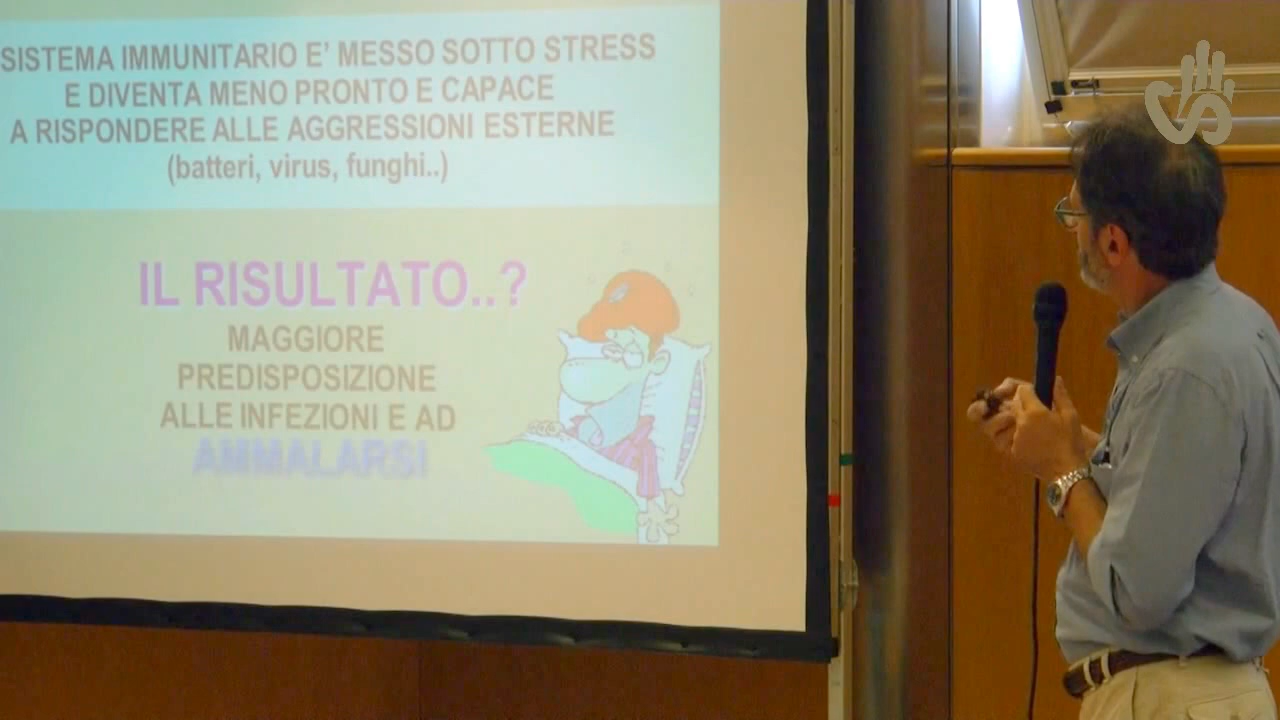 SISTEMA IMMUNITARIO E' MESSO SOTTO STRESS
E DIVENTA MENO PRONTO E CAPACE
A RISPONDERE ALLE AGGRESSIONI ESTERNE
(batteri, virus, funghi..)
IL RISULTATO..?
MAGGIORE
PREDISPOSIZIONE
ALLE INFEZIONI E AD
AMMALARSI